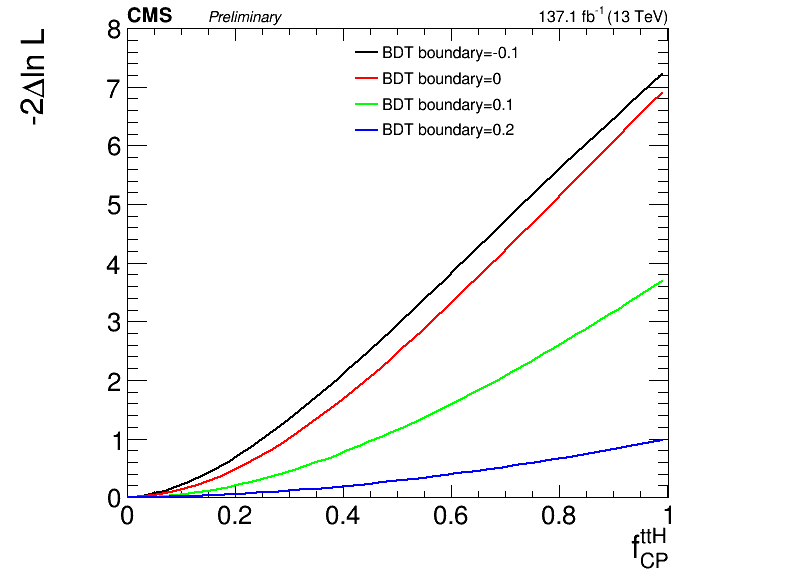 CMS Preliminary 137.1 fb⁻¹ (13 TeV)
-2Δln L
8
7
6
5
4
3
2
1
0
BDT boundary=-0.1
BDT boundary=0
BDT boundary=0.1
BDT boundary=0.2
0 0.2 0.4 0.6 0.8 1
f_CP^ttH